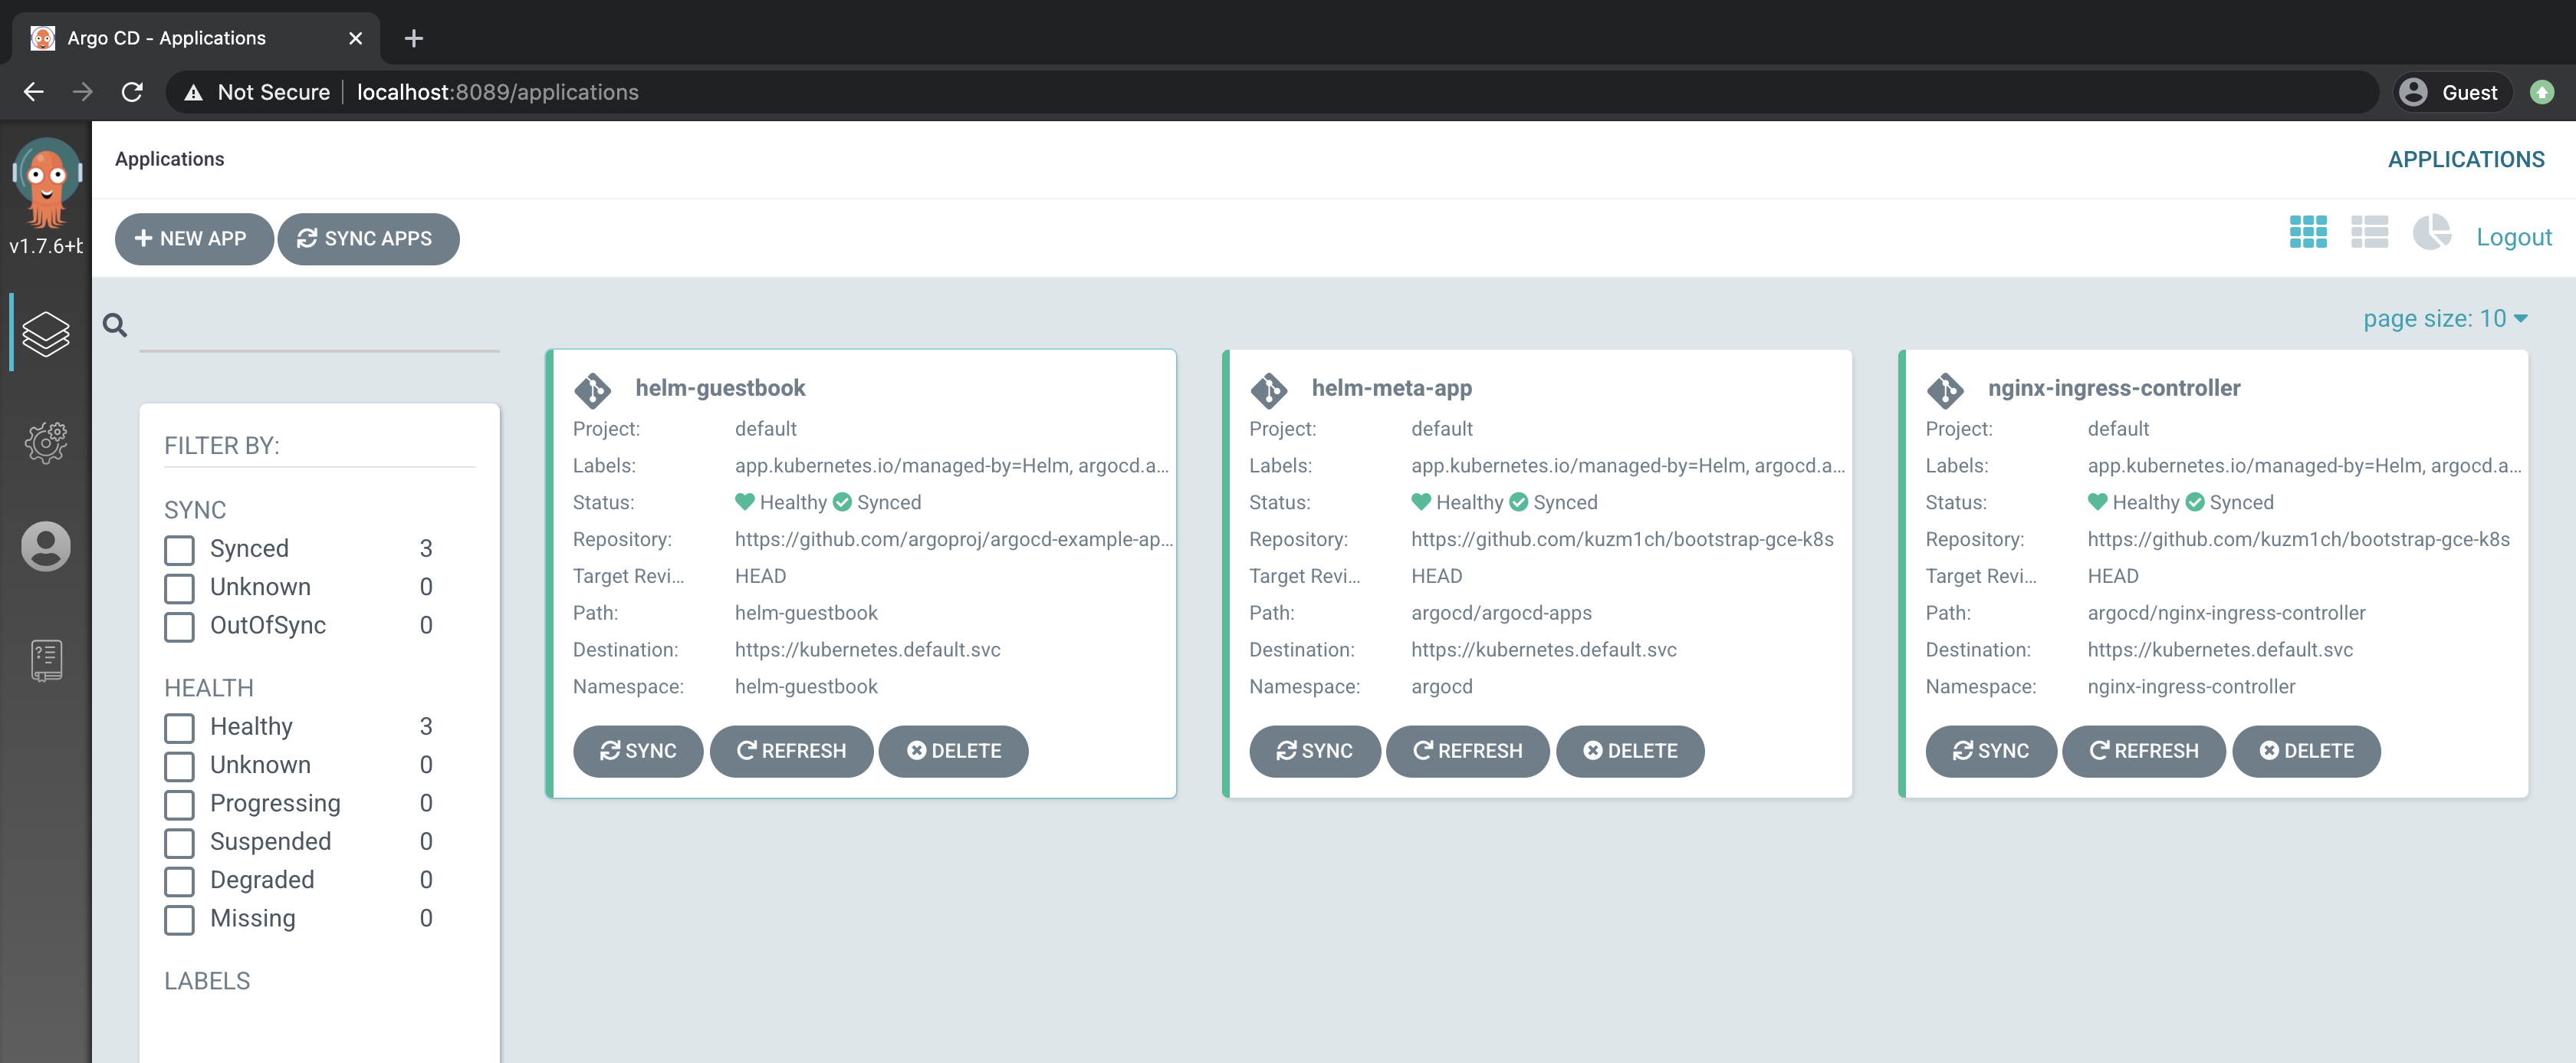 Argo CD - Applications
Not Secure
localhost:8089/applications
Guest
v1.7.6+b
Applications
APPLICATIONS
NEW APP
SYNC APPS
Logout
page size: 10
FILTER BY:
SYNC
Synced 3
Unknown 0
OutOfSync 0
HEALTH
Healthy 3
Unknown 0
Progressing 0
Suspended 0
Degraded 0
Missing 0
LABELS
helm-guestbook
Project: default
Labels: app.kubernetes.io/managed-by=Helm, argocd.a...
Status: Healthy Synced
Repository: https://github.com/argoproj/argocd-example-ap...
Target Revi... HEAD
Path: helm-guestbook
Destination: https://kubernetes.default.svc
Namespace: helm-guestbook
SYNC REFRESH DELETE
helm-meta-app
Project: default
Labels: app.kubernetes.io/managed-by=Helm, argocd.a...
Status: Healthy Synced
Repository: https://github.com/kuzm1ch/bootstrap-gce-k8s
Target Revi... HEAD
Path: argocd/argocd-apps
Destination: https://kubernetes.default.svc
Namespace: argocd
SYNC REFRESH DELETE
nginx-ingress-controller
Project: default
Labels: app.kubernetes.io/managed-by=Helm, argocd.a...
Status: Healthy Synced
Repository: https://github.com/kuzm1ch/bootstrap-gce-k8s
Target Revi... HEAD
Path: argocd/nginx-ingress-controller
Destination: https://kubernetes.default.svc
Namespace: nginx-ingress-controller
SYNC REFRESH DELETE